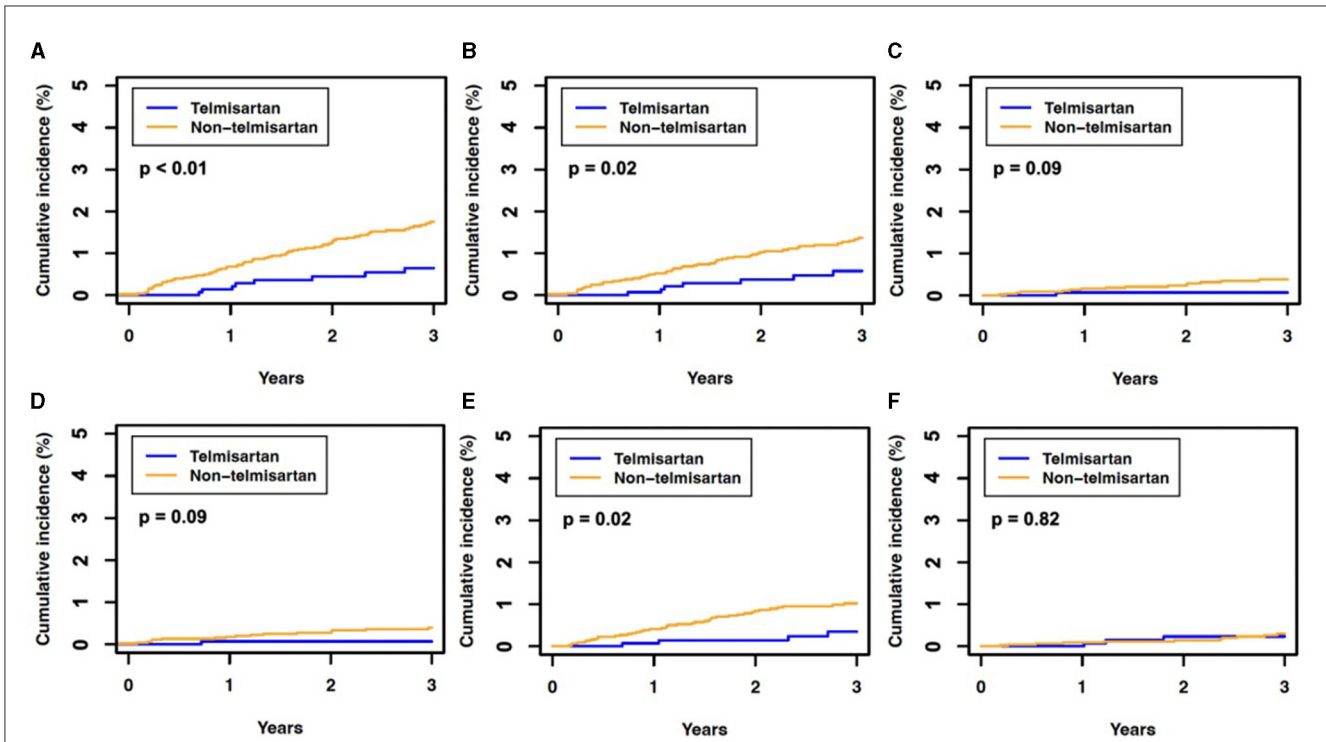 A
Cumulative incidence (%)
5
4
3
2
1
0
Telmisartan
Non-telmisartan
p < 0.01
0 1 2 3
Years
B
Cumulative incidence (%)
5
4
3
2
1
0
Telmisartan
Non-telmisartan
p = 0.02
0 1 2 3
Years
C
Cumulative incidence (%)
5
4
3
2
1
0
Telmisartan
Non-telmisartan
p = 0.09
0 1 2 3
Years
D
Cumulative incidence (%)
5
4
3
2
1
0
Telmisartan
Non-telmisartan
p = 0.09
0 1 2 3
Years
E
Cumulative incidence (%)
5
4
3
2
1
0
Telmisartan
Non-telmisartan
p = 0.02
0 1 2 3
Years
F
Cumulative incidence (%)
5
4
3
2
1
0
Telmisartan
Non-telmisartan
p = 0.82
0 1 2 3
Years